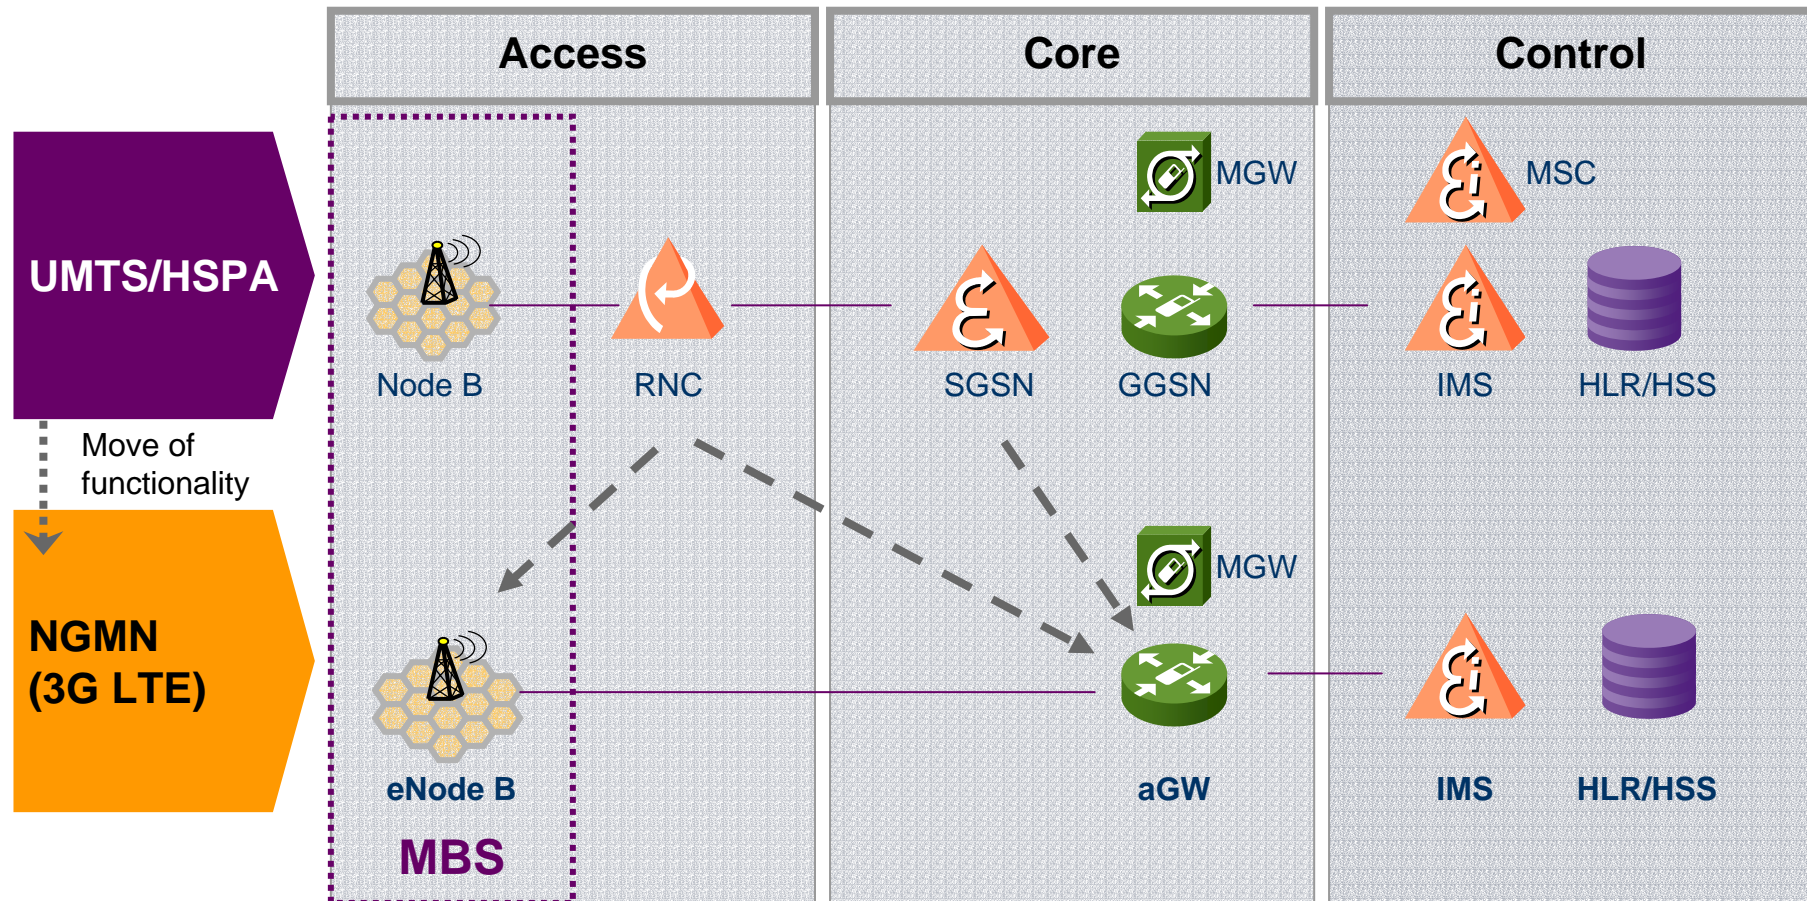 Access
Core
Control
MGW
MSC
UMTS/HSPA
Node B
RNC
SGSN
GGSN
IMS
HLR/HSS
Move of
functionality
MGW
NGMN
(3G LTE)
eNode B
aGW
IMS
HLR/HSS
MBS